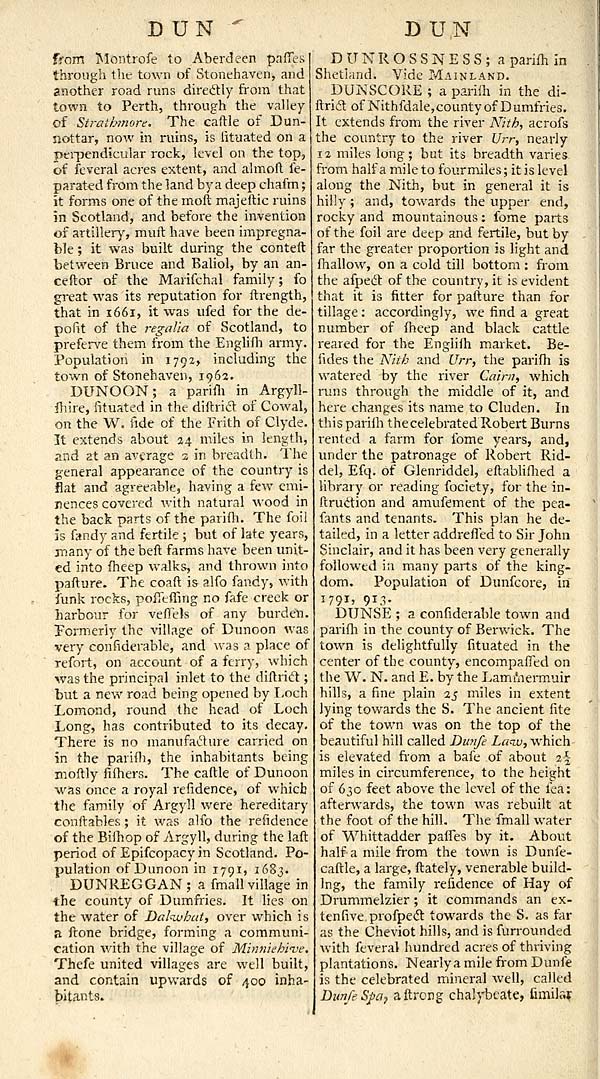 DUN
from Montroſe to Aberdeen paſſes
through the town of Stonehaven, and
another road runs directly from that
town to Perth, through the valley
of Strathmore. The caſtle of Dun-
nottar, now in ruins, is ſituated on a
perpendicular rock, level on the top,
of ſeveral acres extent, and almoſt ſe-
parated from the land by a deep chaſm;
it forms one of the moſt majeſtic ruins
in Scotland, and before the invention
of artillery, muſt have been impregna-
ble; it was built during the conteſt
between Bruce and Baliol, by an an-
ceſtor of the Mariſchal family; ſo
great was its reputation for ſtrength,
that in 1661, it was uſed for the de-
poſit of the regalia of Scotland, to
preſerve them from the Engliſh army.
Population in 1792, including the
town of Stonehaven, 1962.
DUNOON; a pariſh in Argyll-
ſhire, ſituated in the diſtrict of Cowal,
on the W. ſide of the Frith of Clyde.
It extends about 24 miles in length,
and at an average 2 in breadth. The
general appearance of the country is
flat and agreeable, having a few emi-
nences covered with natural wood in
the back parts of the pariſh. The ſoil
is ſandy and fertile; but of late years,
many of the beſt farms have been unit-
ed into ſheep walks, and thrown into
paſture. The coaſt is alſo ſandy, with
ſunk rocks, poſſeſſing no ſafe creek or
harbour for veſſels of any burden.
Formerly the village of Dunoon was
very conſiderable, and was a place of
reſort, on account of a ferry, which
was the principal inlet to the diſtrict;
but a new road being opened by Loch
Lomond, round the head of Loch
Long, has contributed to its decay.
There is no manufacture carried on
in the pariſh, the inhabitants being
moſtly fiſhers. The caſtle of Dunoon
was once a royal reſidence, of which
the family of Argyll were hereditary
conſtables; it was alſo the reſidence
of the Biſhop of Argyll, during the laſt
period of Epiſcopacy in Scotland. Po-
pulation of Dunoon in 1791, 1683.
DUNREGGAN; a ſmall village in
the county of Dumfries. It lies on
the water of Dalwhat, over which is
a ſtone bridge, forming a communi-
cation with the village of Minniehive.
Theſe united villages are well built,
and contain upwards of 400 inha-
bitants.
DUN
DUNROSSNESS; a pariſh in
Shetland. Vide MAINLAND.
DUNSCORE; a pariſh in the di-
ſtrict of Nithſdale, county of Dumfries.
It extends from the river Nith, acroſs
the country to the river Urr, nearly
12 miles long; but its breadth varies
from half a mile to four miles; it is level
along the Nith, but in general it is
hilly; and, towards the upper end,
rocky and mountainous: ſome parts
of the ſoil are deep and fertile, but by
far the greater proportion is light and
ſhallow, on a cold till bottom: from
the aſpect of the country, it is evident
that it is fitter for paſture than for
tillage: accordingly, we find a great
number of ſheep and black cattle
reared for the Engliſh market. Be-
ſides the Nith and Urr, the pariſh is
watered by the river Cairn, which
runs through the middle of it, and
here changes its name to Cluden. In
this pariſh the celebrated Robert Burns
rented a farm for ſome years, and,
under the patronage of Robert Rid-
del, Eſq. of Glenriddel, eſtabliſhed a
library or reading ſociety, for the in-
ſtruction and amuſement of the pea-
ſants and tenants. This plan he de-
tailed, in a letter addreſſed to Sir John
Sinclair, and it has been very generally
followed in many parts of the king-
dom. Population of Dunſcore, in
1791, 913.
DUNSE; a conſiderable town and
pariſh in the county of Berwick. The
town is delightfully ſituated in the
center of the county, encompaſſed on
the W. N. and E. by the Lammermuir
hills, a fine plain 25 miles in extent
lying towards the S. The ancient ſite
of the town was on the top of the
beautiful hill called Dunſe Law, which
is elevated from a baſe of about 2½
miles in circumference, to the height
of 630 feet above the level of the ſea:
afterwards, the town was rebuilt at
the foot of the hill. The ſmall water
of Whittadder paſſes by it. About
half a mile from the town is Dunſe-
caſtle, a large, ſtately, venerable build-
ing, the family reſidence of Hay of
Drummelzier; it commands an ex-
tenſive proſpect towards the S. as far
as the Cheviot hills, and is ſurrounded
with ſeveral hundred acres of thriving
plantations. Nearly a mile from Dunſe
is the celebrated mineral well, called
Dunſe Spa, a ſtrong chalybeate, ſimilar